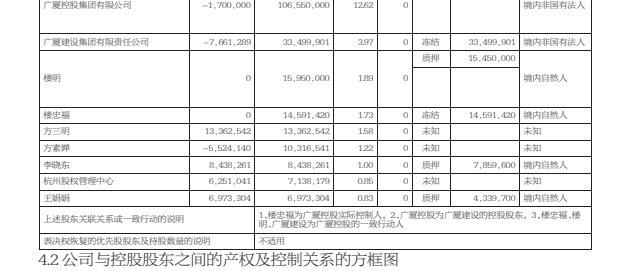 广厦控股集团有限公司 -1,700,000 106,550,000 12.62 0 境内非国有法人
广厦建设集团有限责任公司 -7,661,289 33,499,901 3.97 0 冻结 33,499,901 境内非国有法人
楼明 0 15,950,000 1.89 0 质押 15,450,000 境内自然人
楼忠福 0 14,591,420 1.73 0 冻结 14,591,420 境内自然人
方三明 13,362,542 13,362,542 1.58 0 未知 未知
方素婵 -5,524,140 10,316,541 1.22 0 未知 未知
李晓东 8,438,261 8,438,261 1.00 0 质押 7,859,600 境内自然人
杭州股权管理中心 6,251,041 7,138,179 0.85 0 未知 未知
王娟娟 6,973,304 6,973,304 0.83 0 质押 4,339,700 境内自然人
上述股东关联关系或一致行动的说明 1、楼忠福为广厦控股实际控制人。2、广厦控股为广厦建设的控股股东。3、楼忠福、楼
明、广厦建设为广厦控股的一致行动人
表决权恢复的优先股股东及持股数量的说明 不适用
4.2 公司与控股股东之间的产权及控制关系的方框图